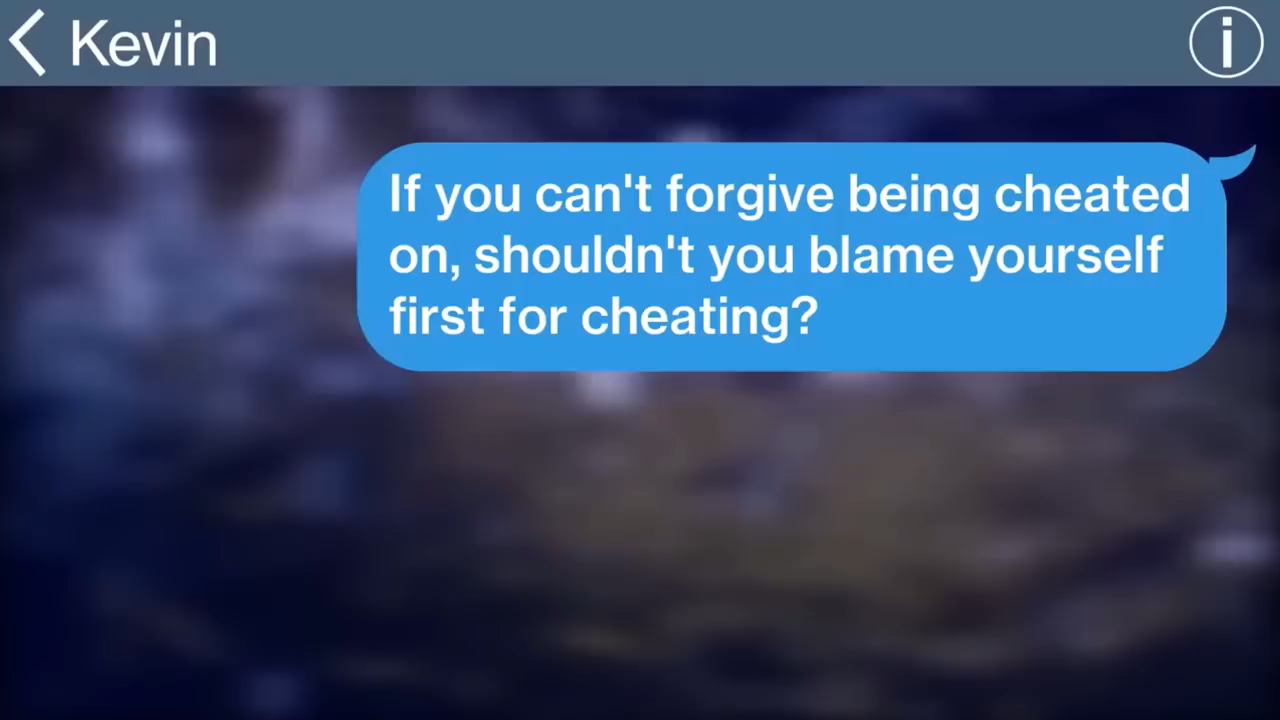 Kevin
If you can't forgive being cheated
on, shouldn't you blame yourself
first for cheating?